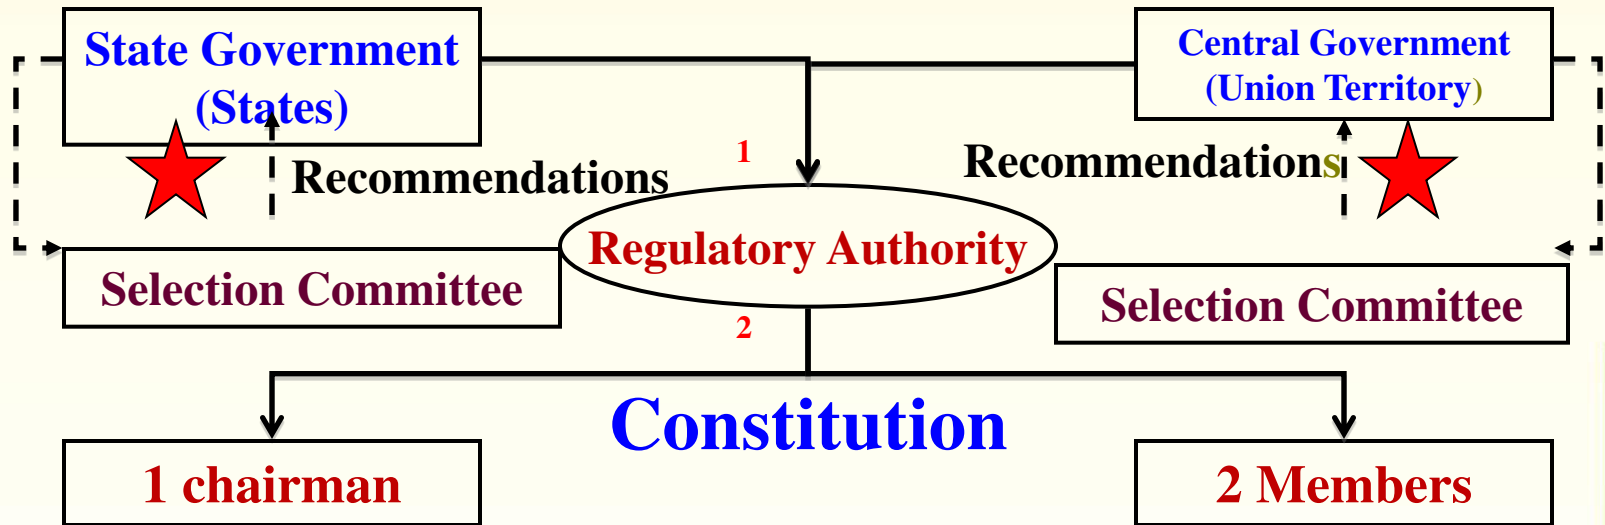 State Government
(States)
Central Government
(Union Territory)
1
Recommendations
Recommendations
Regulatory Authority
Selection Committee
Selection Committee
2
Constitution
1 chairman
2 Members